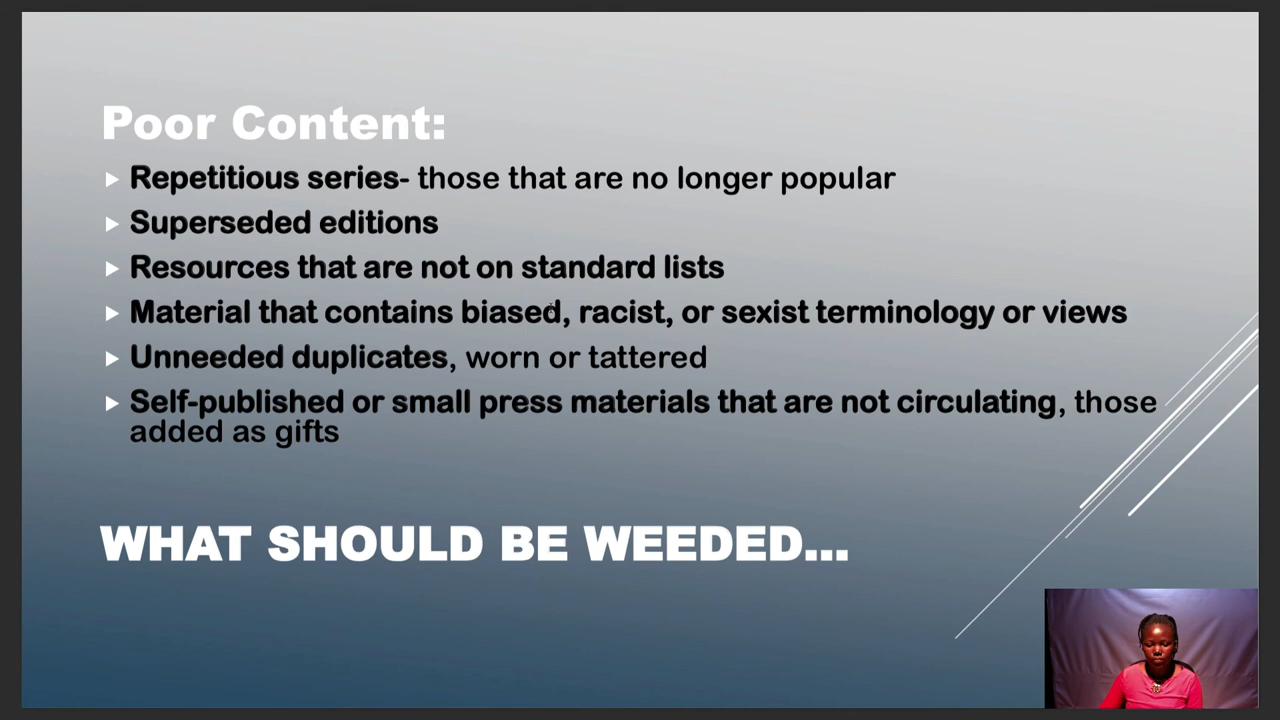 Poor Content:
Repetitious series- those that are no longer popular
Superseded editions
Resources that are not on standard lists
Material that contains biased, racist, or sexist terminology or views
Unneeded duplicates, worn or tattered
Self-published or small press materials that are not circulating, those
added as gifts
WHAT SHOULD BE WEEDED...